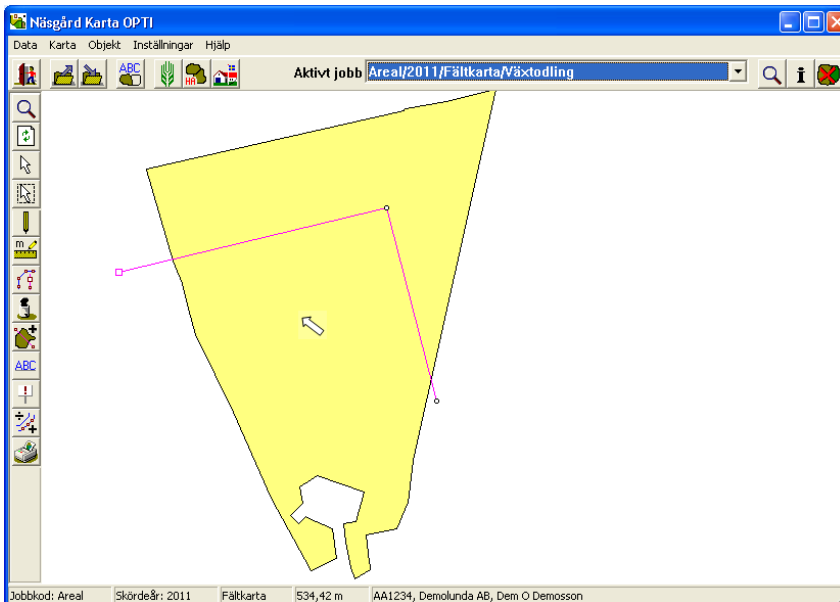 Näsgård Karta OPTI
Data Karta Objekt Inställningar Hjälp
ABC HA Aktivt jobb Areal/2011/Fältkarta/Växtodling
m
ABC
Jobbkod: Areal Skördeår: 2011 Fältkarta 534,42 m AA1234, Demolunda AB, Dem O Demosson